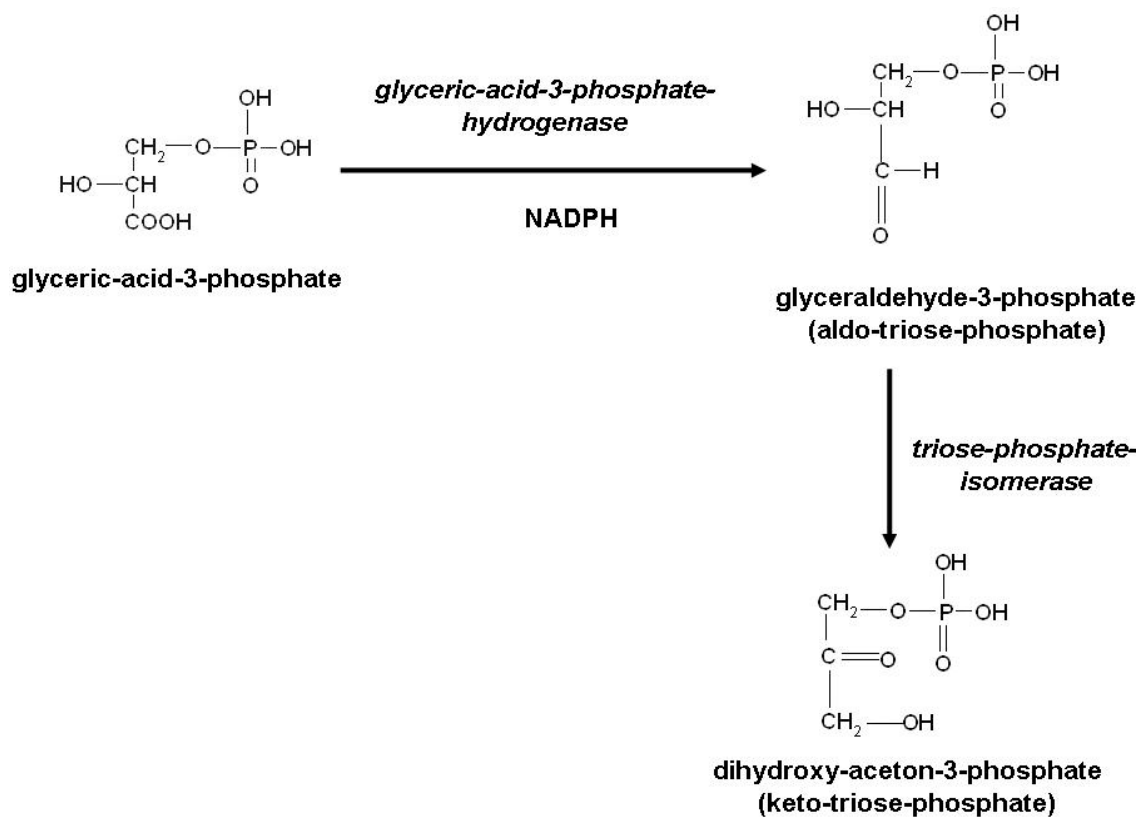 glyceric-acid-3-phosphate-
hydrogenase
NADPH
OH
CH2—O—P—OH
O
HO—CH
COOH
glyceric-acid-3-phosphate
OH
CH2—O—P—OH
O
HO—CH
C—H
O
glyceraldehyde-3-phosphate
(aldo-triose-phosphate)
triose-phosphate-
isomerase
OH
CH2—O—P—OH
O
C=O
CH2—OH
dihydroxy-aceton-3-phosphate
(keto-triose-phosphate)